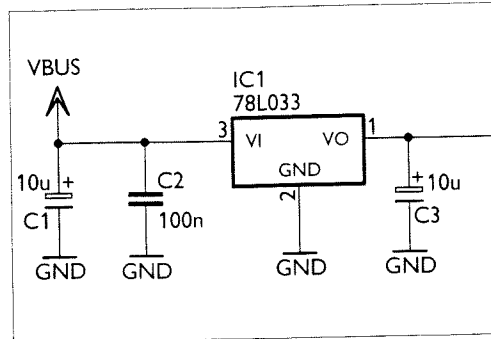 VBUS
IC1
78L033
3
VI
VO
1
GND
2
10u
+
C1
C2
100n
+
10u
C3
GND
GND
GND
GND